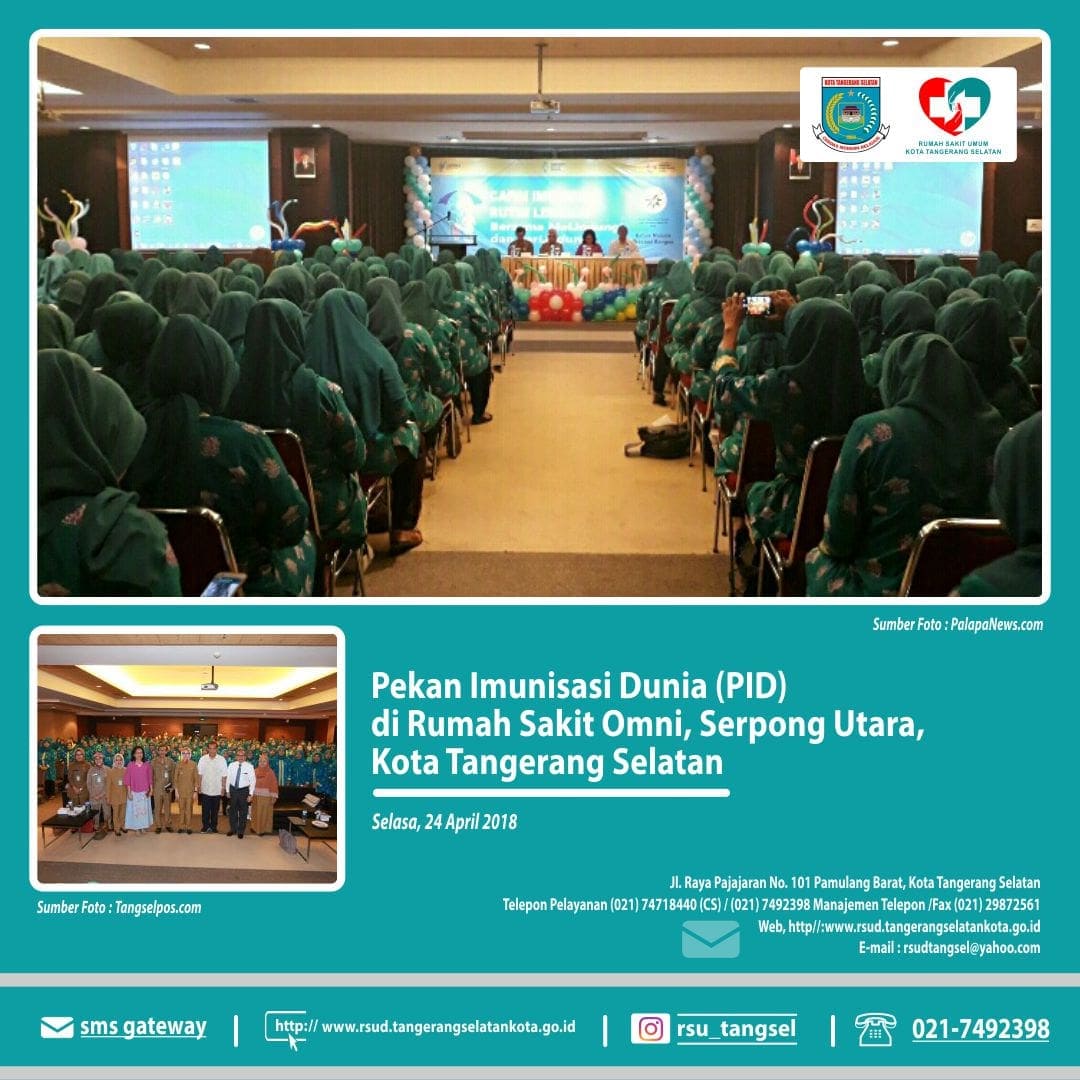 KOTA TANGERANG SELATAN
RUMAH SAKIT UMUM
KOTA TANGERANG SELATAN
Sumber Foto : PalapaNews.com
Pekan Imunisasi Dunia (PID)
di Rumah Sakit Omni, Serpong Utara,
Kota Tangerang Selatan
Selasa, 24 April 2018
Sumber Foto : Tangselpos.com
Jl. Raya Pajajaran No. 101 Pamulang Barat, Kota Tangerang Selatan
Telepon Pelayanan (021) 74718440 (CS) / (021) 7492398 Manajemen Telepon /Fax (021) 29872561
Web, http//:www.rsud.tangerangselatankota.go.id
E-mail : rsudtangsel@yahoo.com
sms gateway
http:// www.rsud.tangerangselatankota.go.id
rsu_tangsel
021-7492398